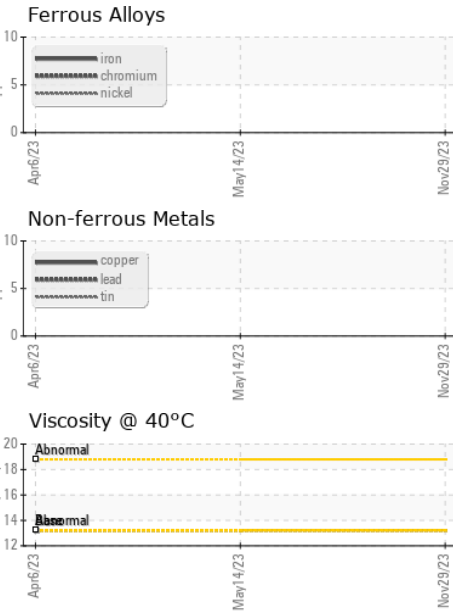 Ferrous Alloys
10
5
0
iron
chromium
nickel
Apr6/23
May14/23
Nov29/23
Non-ferrous Metals
10
5
0
copper
lead
tin
Apr6/23
May14/23
Nov29/23
Viscosity @ 40°C
20
18
16
14
12
Abnormal
Abnormal
Apr6/23
May14/23
Nov29/23